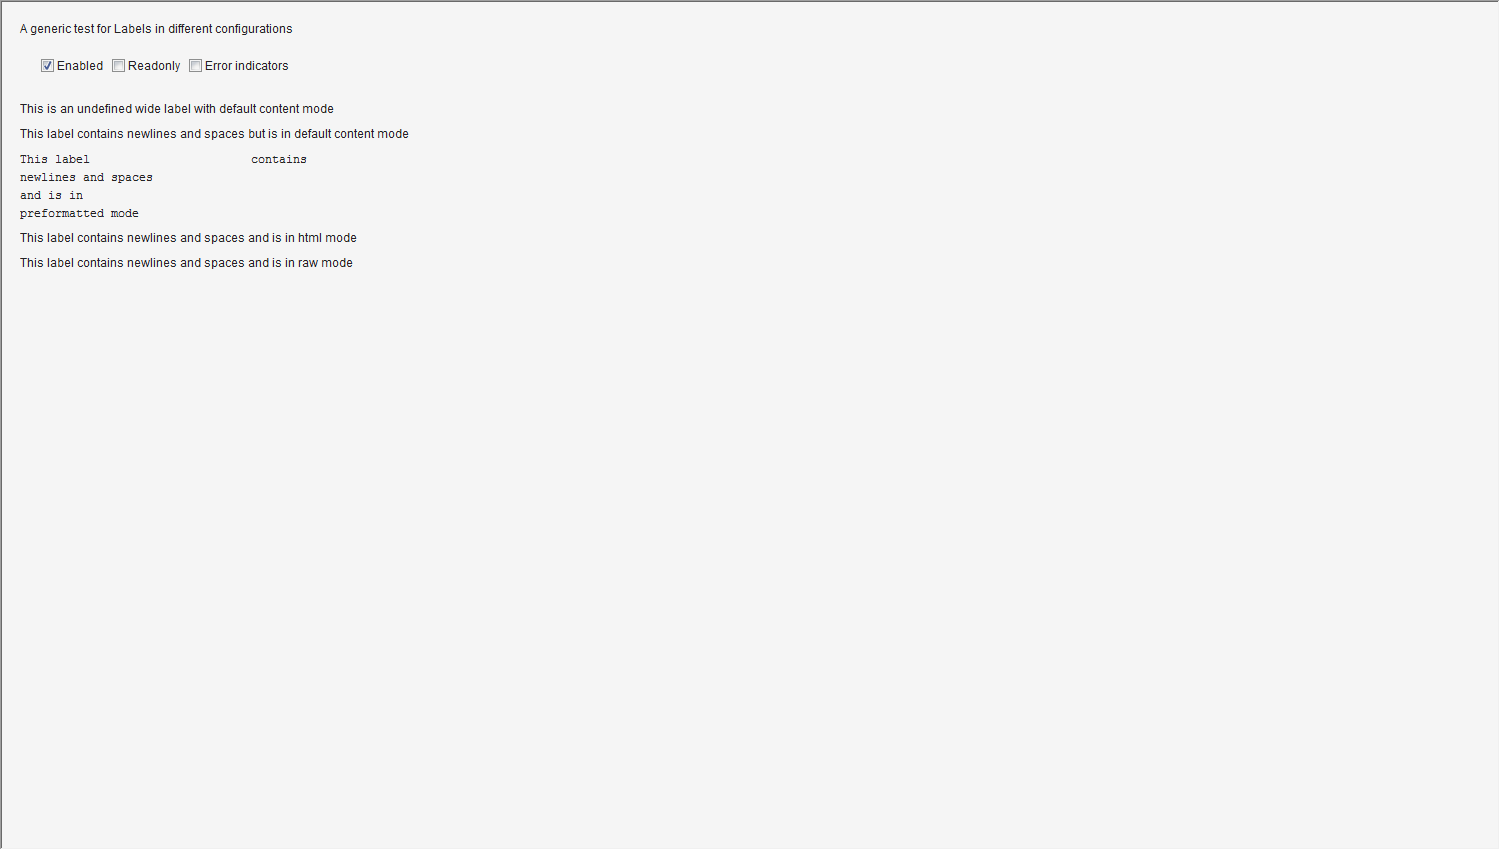 A generic test for Labels in different configurations
Enabled Readonly Error indicators
This is an undefined wide label with default content mode
This label contains newlines and spaces but is in default content mode
This label                       contains
newlines and spaces
and is in
preformatted mode
This label contains newlines and spaces and is in html mode
This label contains newlines and spaces and is in raw mode